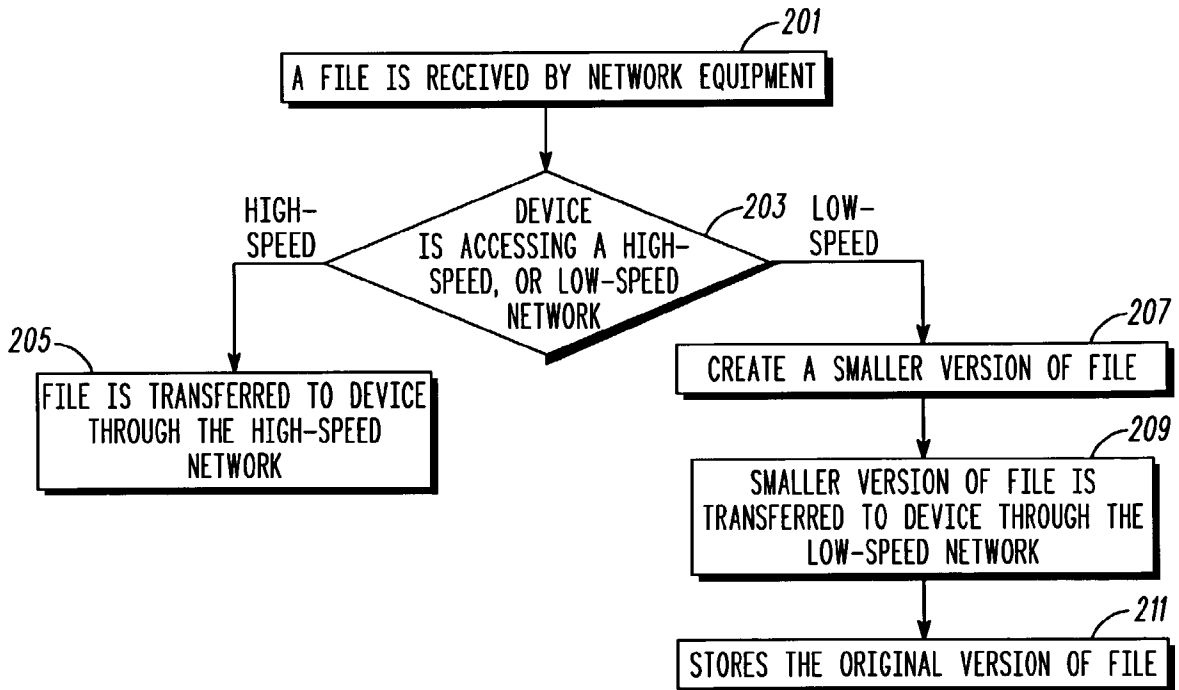 201
A FILE IS RECEIVED BY NETWORK EQUIPMENT
HIGH-
SPEED
DEVICE
IS ACCESSING A HIGH-
SPEED, OR LOW-SPEED
NETWORK
203
LOW-
SPEED
205
FILE IS TRANSFERRED TO DEVICE
THROUGH THE HIGH-SPEED
NETWORK
207
CREATE A SMALLER VERSION OF FILE
209
SMALLER VERSION OF FILE IS
TRANSFERRED TO DEVICE THROUGH THE
LOW-SPEED NETWORK
211
STORES THE ORIGINAL VERSION OF FILE